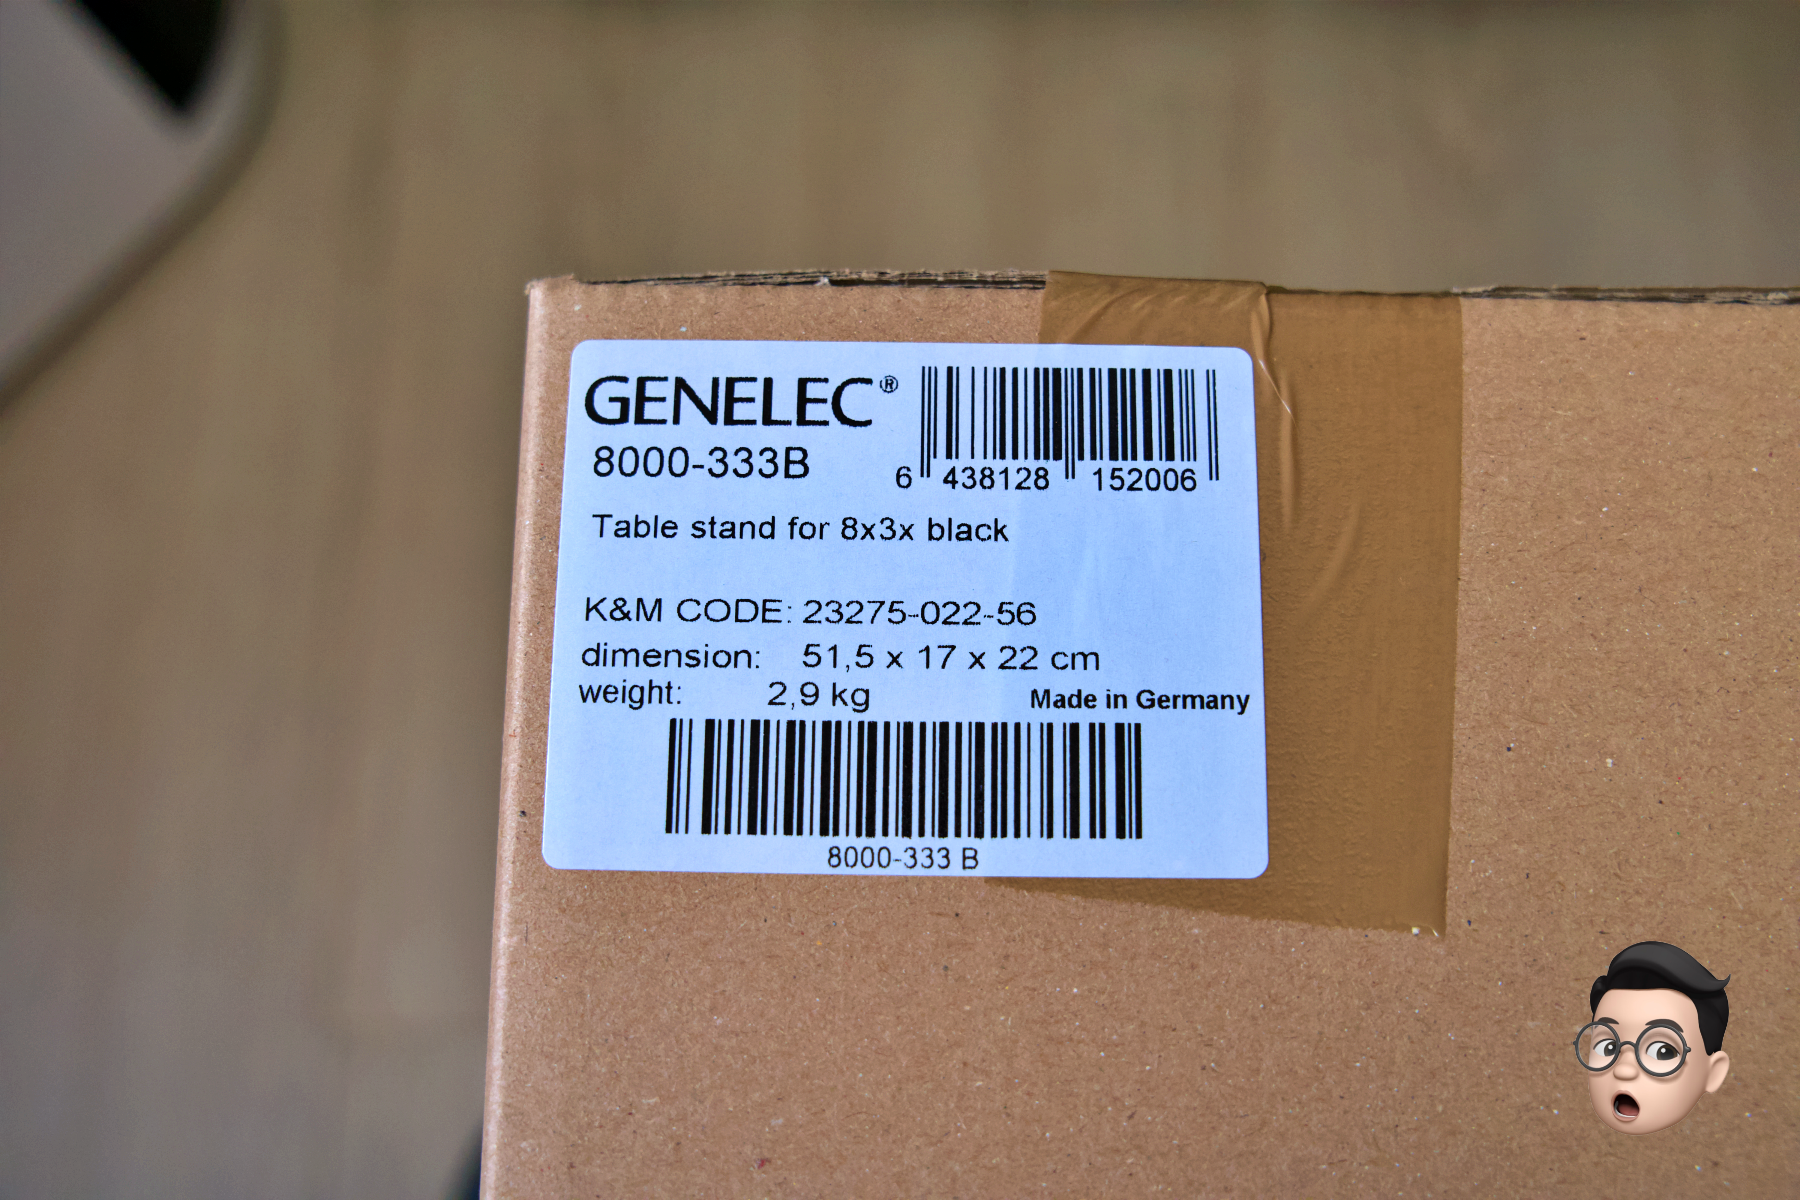 GENELEC®
8000-333B
6 438128 152006
Table stand for 8x3x black
K&M CODE: 23275-022-56
dimension: 51,5 x 17 x 22 cm
weight: 2,9 kg
Made in Germany
8000-333 B